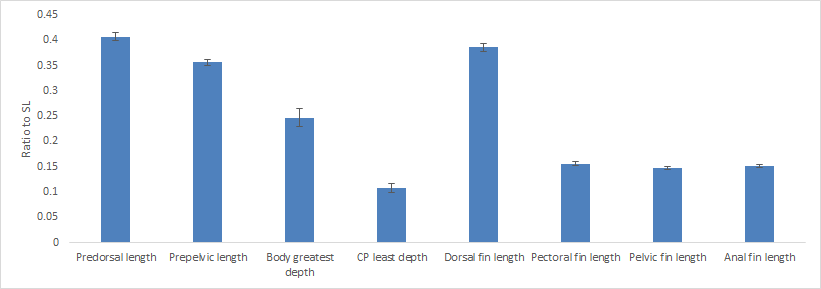 0.45
0.4
0.35
0.3
0.25
0.2
0.15
0.1
0.05
0
Ratio to SL
Predorsal length
Prepelvic length
Body greatest
depth
CP least depth
Dorsal fin length
Pectoral fin length
Pelvic fin length
Anal fin length